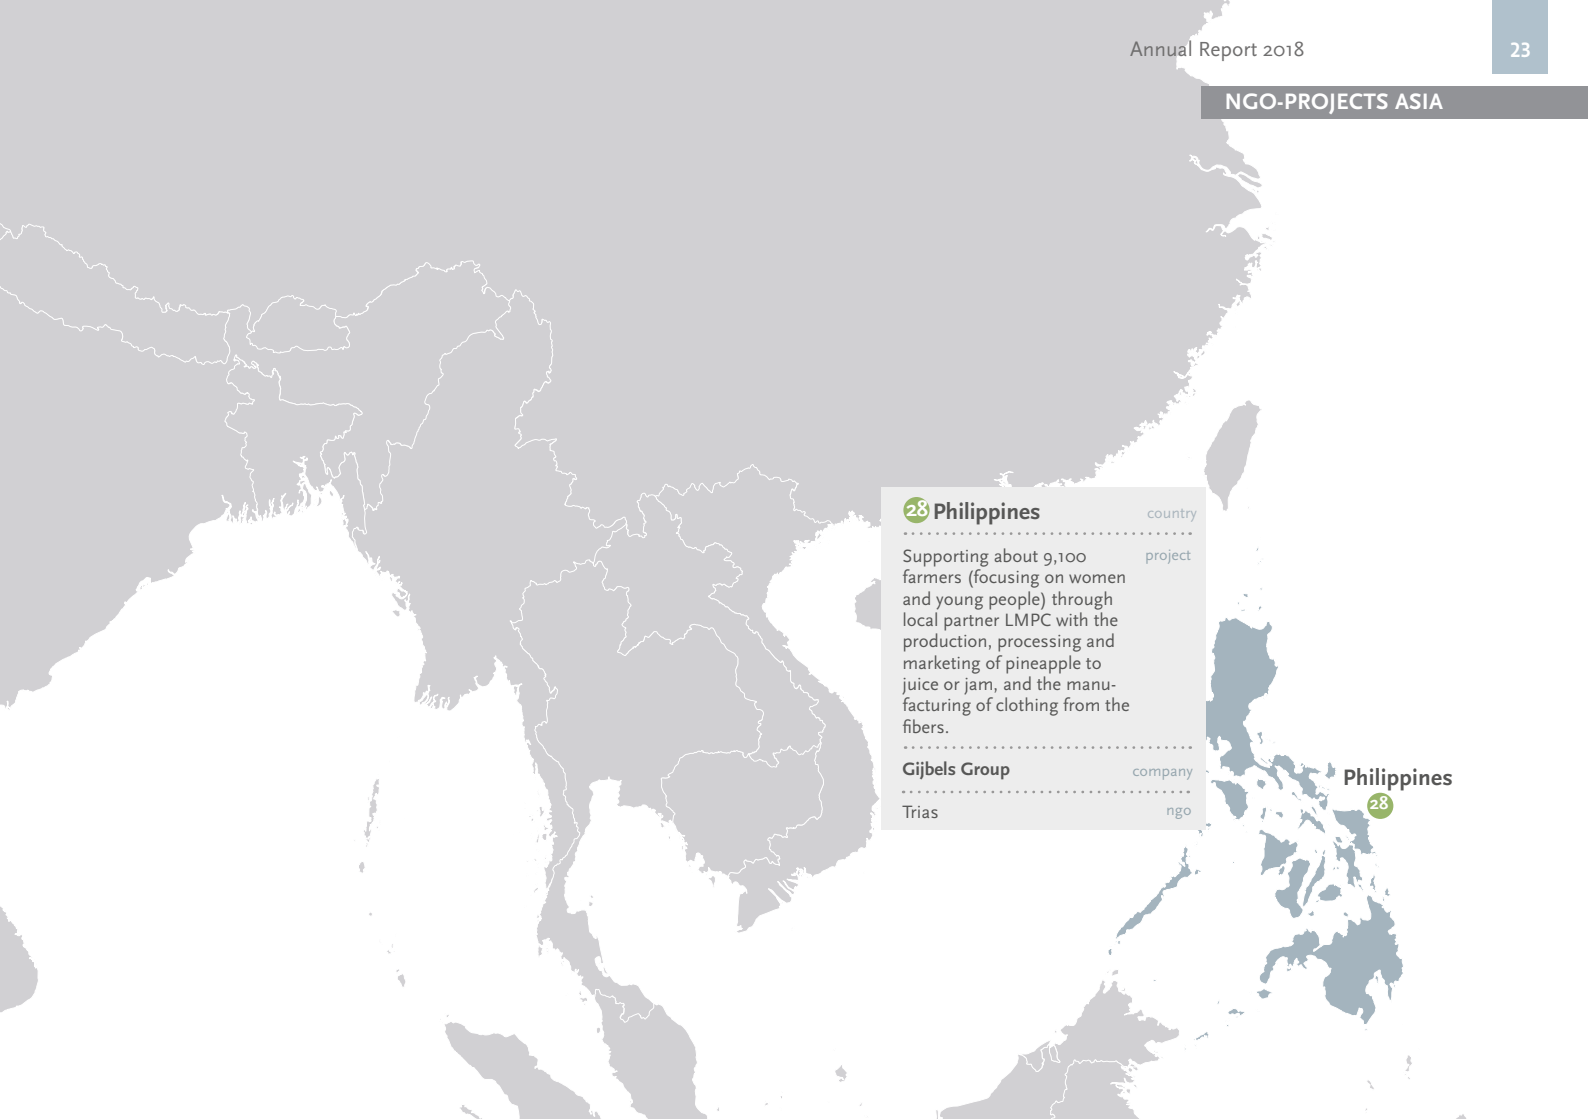 Annual Report 2018
23
NGO-PROJECTS ASIA
28 Philippines country
Supporting about 9,100 project
farmers (focusing on women
and young people) through
local partner LMPC with the
production, processing and
marketing of pineapple to
juice or jam, and the manu-
facturing of clothing from the
fibers.
Gijbels Group company
Trias ngo
Philippines
28